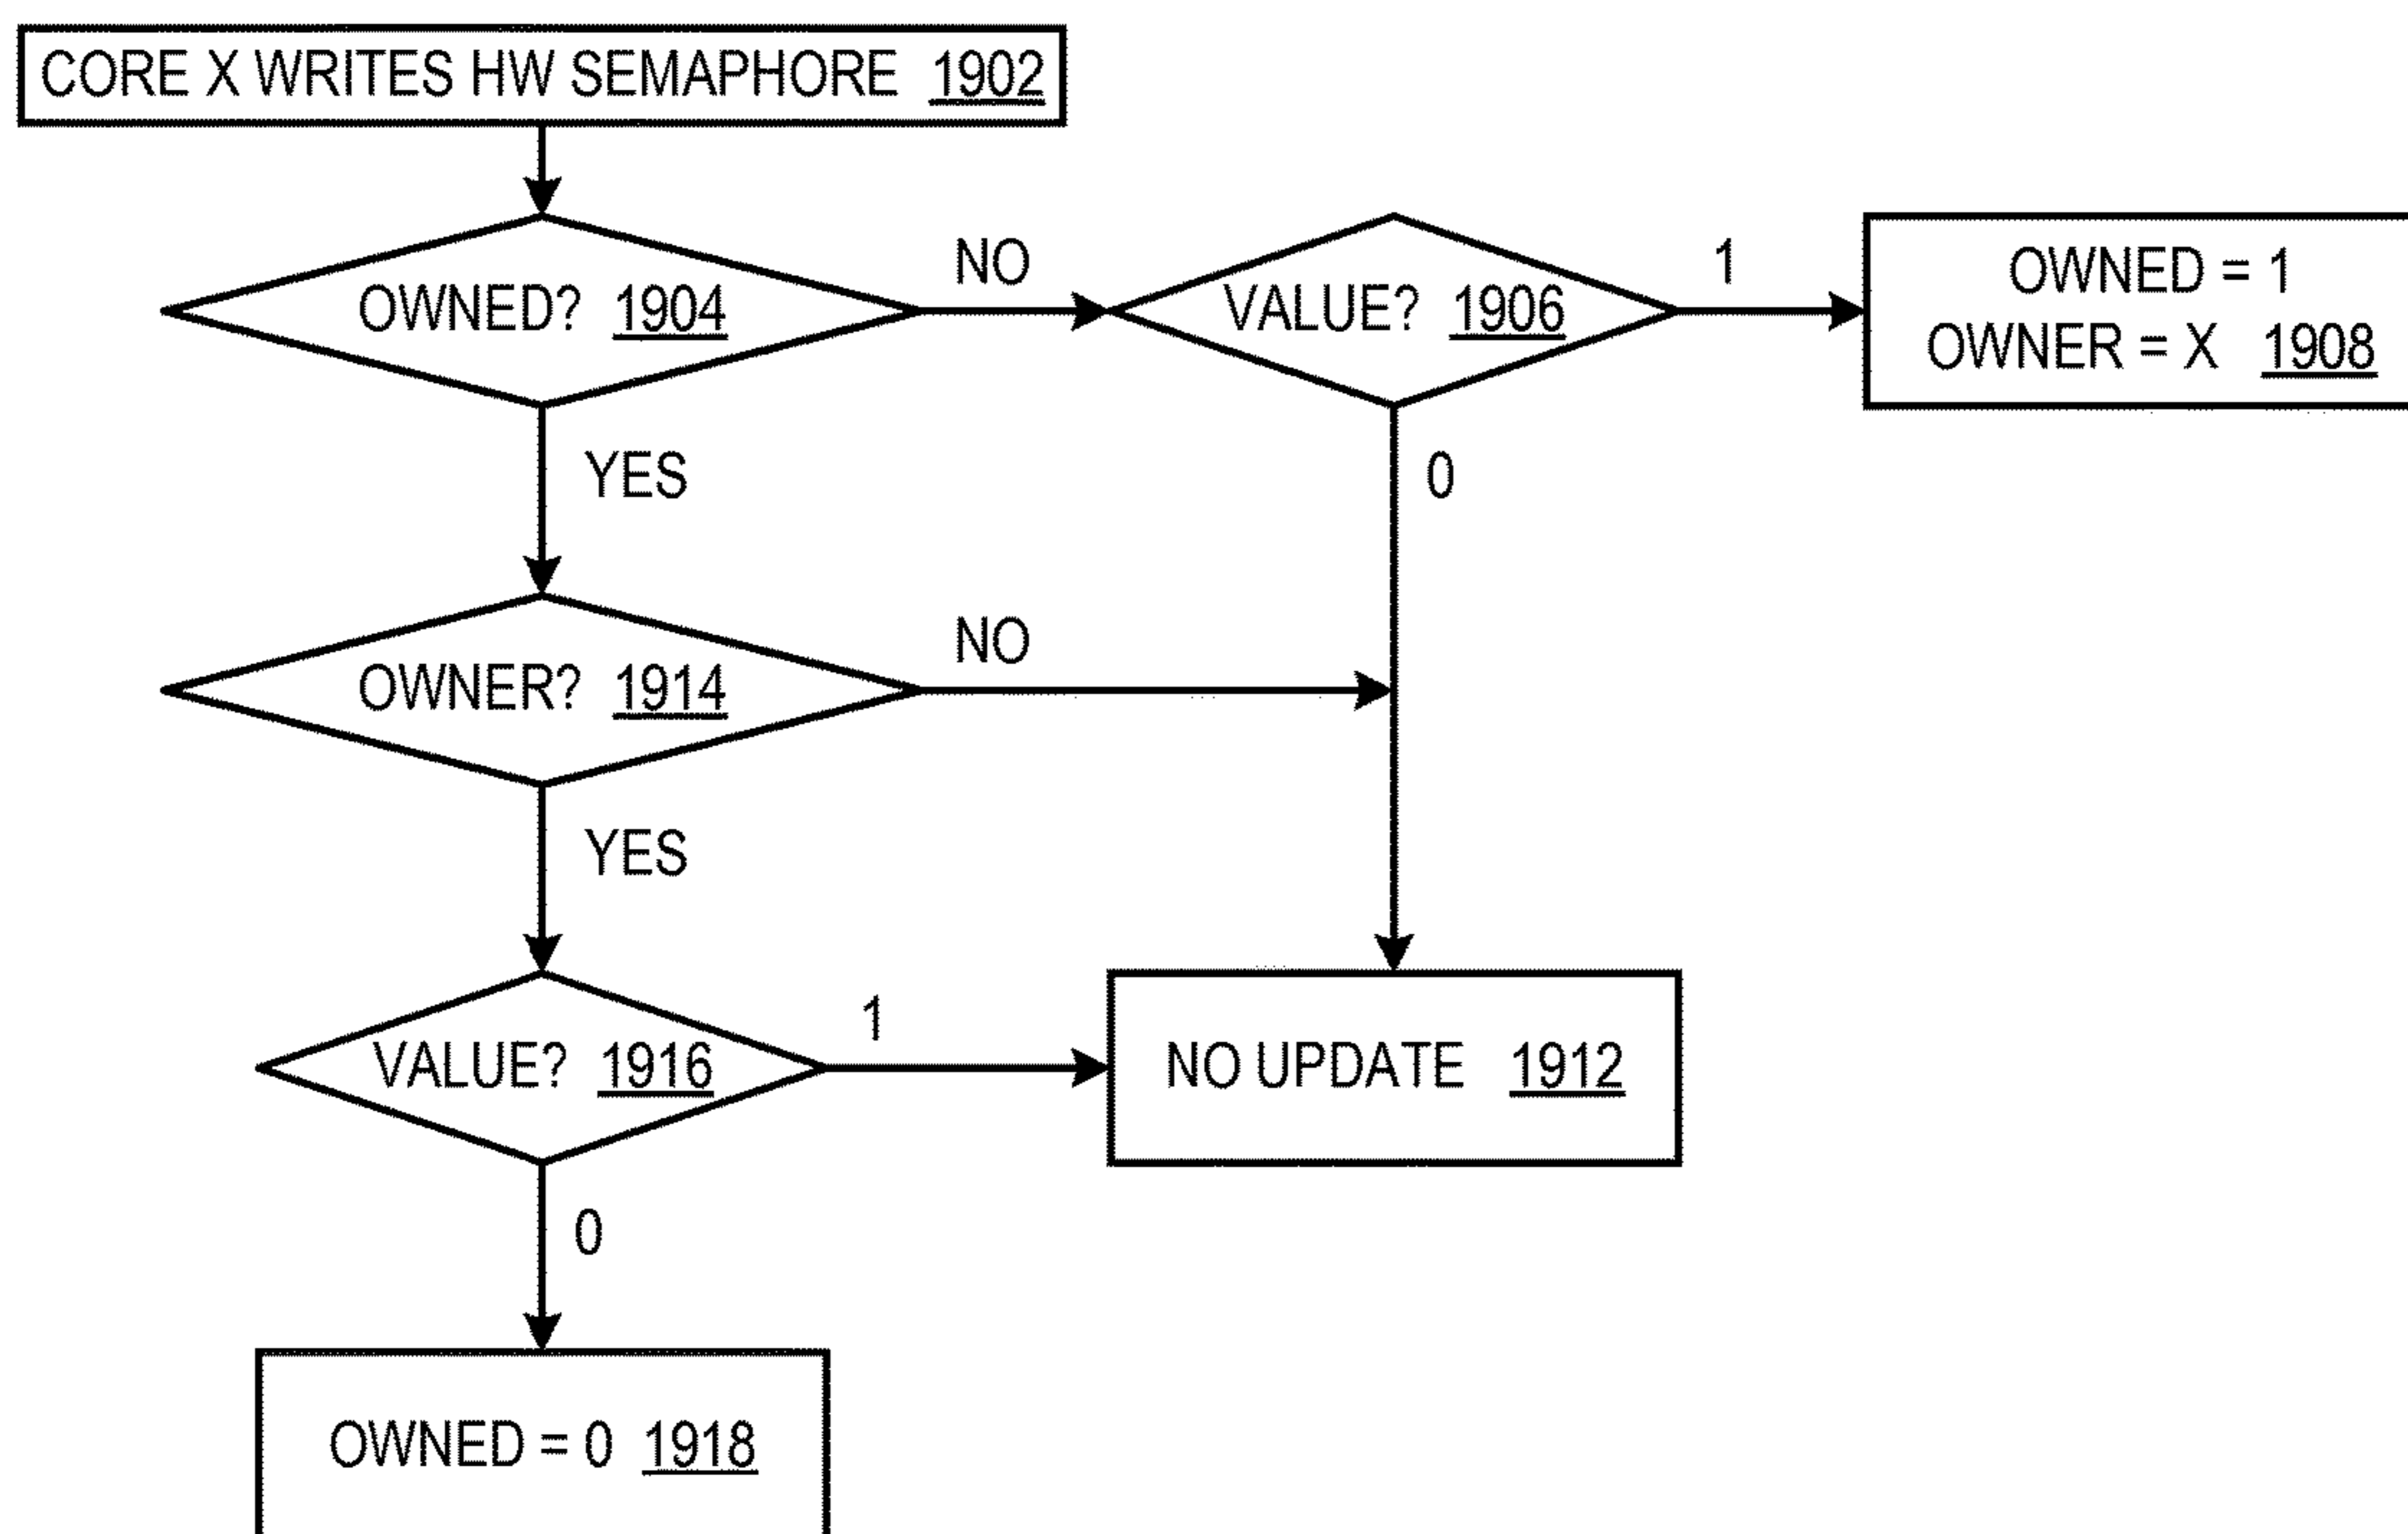 CORE X WRITES HW SEMAPHORE 1902
OWNED? 1904
NO
VALUE? 1906
1
OWNED = 1
OWNER = X 1908
YES
0
OWNER? 1914
NO
YES
VALUE? 1916
1
NO UPDATE 1912
0
OWNED = 0 1918